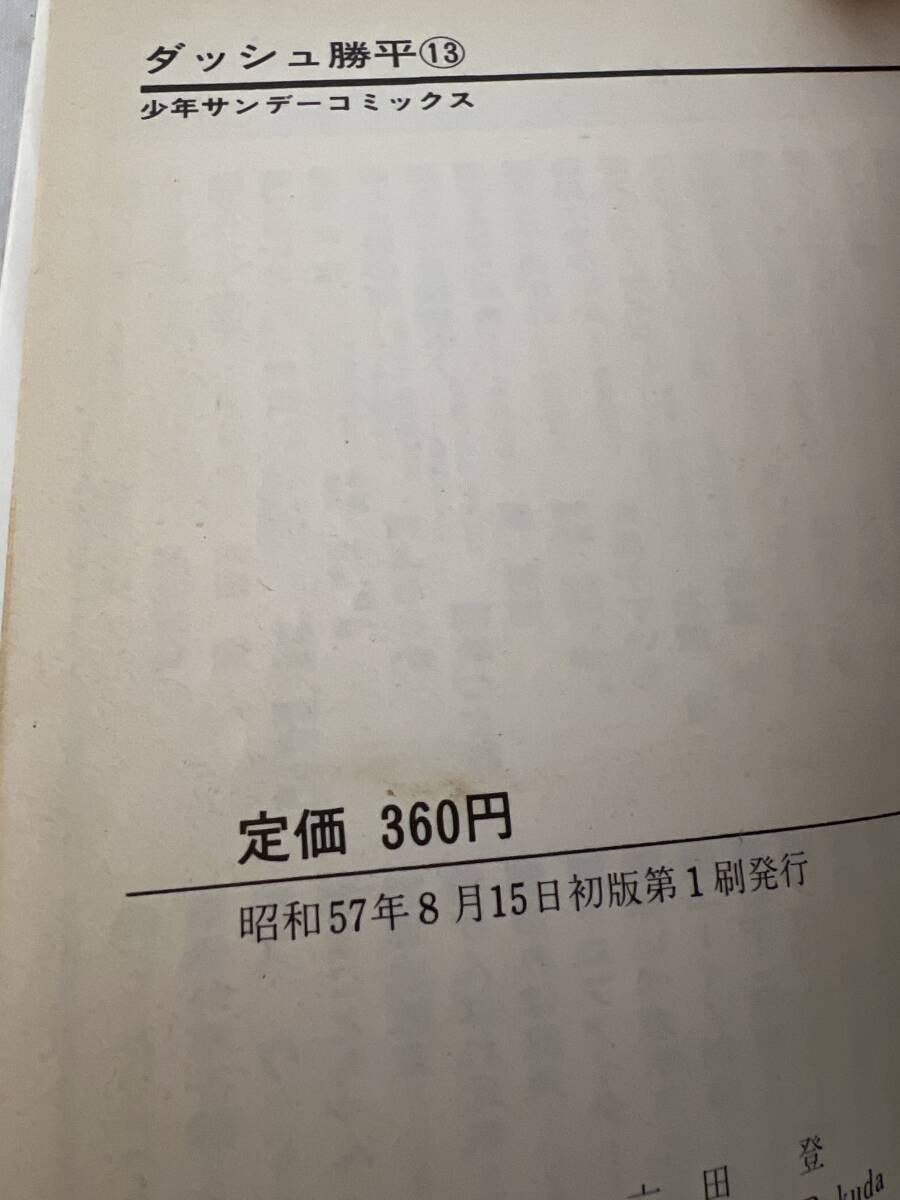 ダッシュ勝平⑬
少年サンデーコミックス
定価 360円
昭和57年8月15日初版第1刷発行
田 登